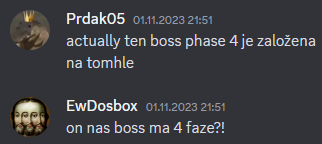 Prdak05 01.11.2023 21:51
actually ten boss phase 4 je založena
na tomhle
EwDosbox 01.11.2023 21:51
on nas boss ma 4 faze?!